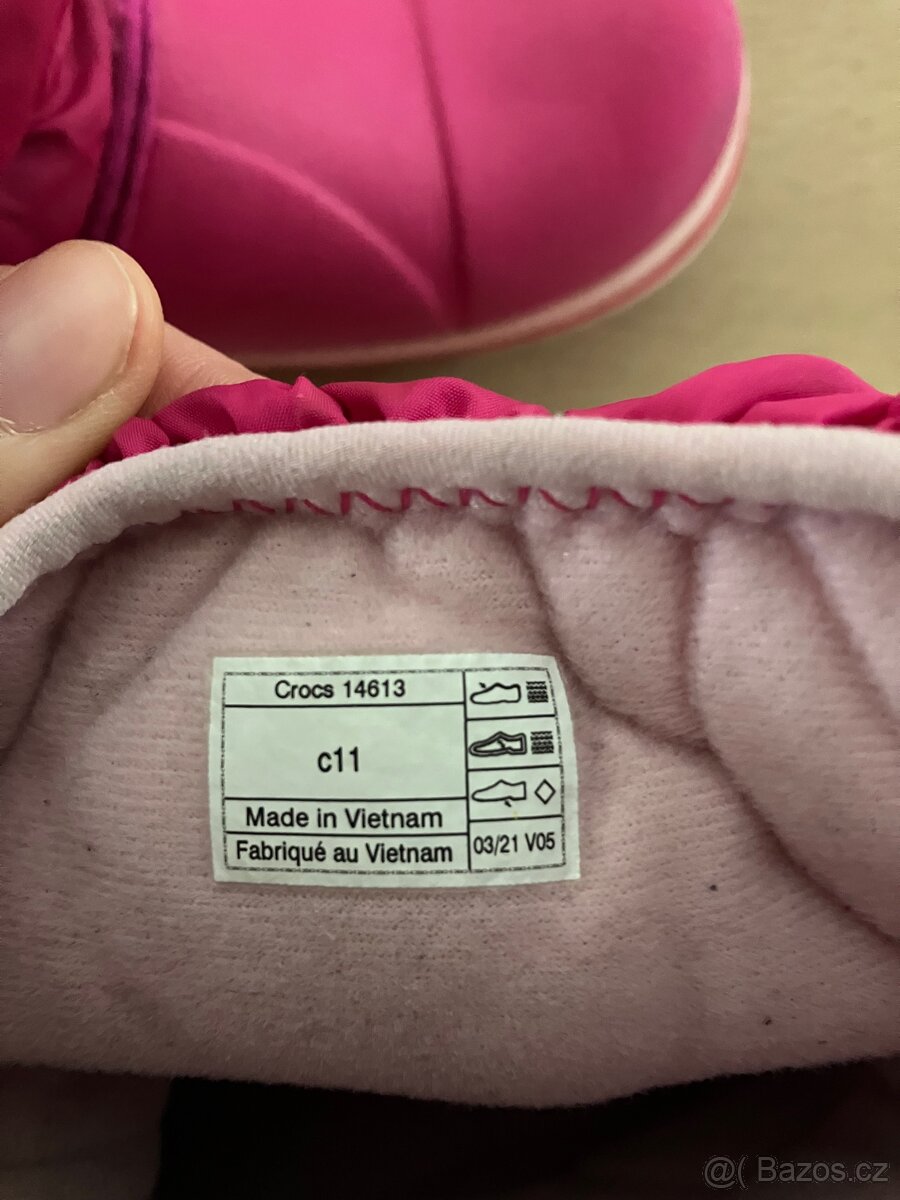 Crocs 14613
c11
Made in Vietnam
Fabriqué au Vietnam
03/21 V05
@( Bazos.cz